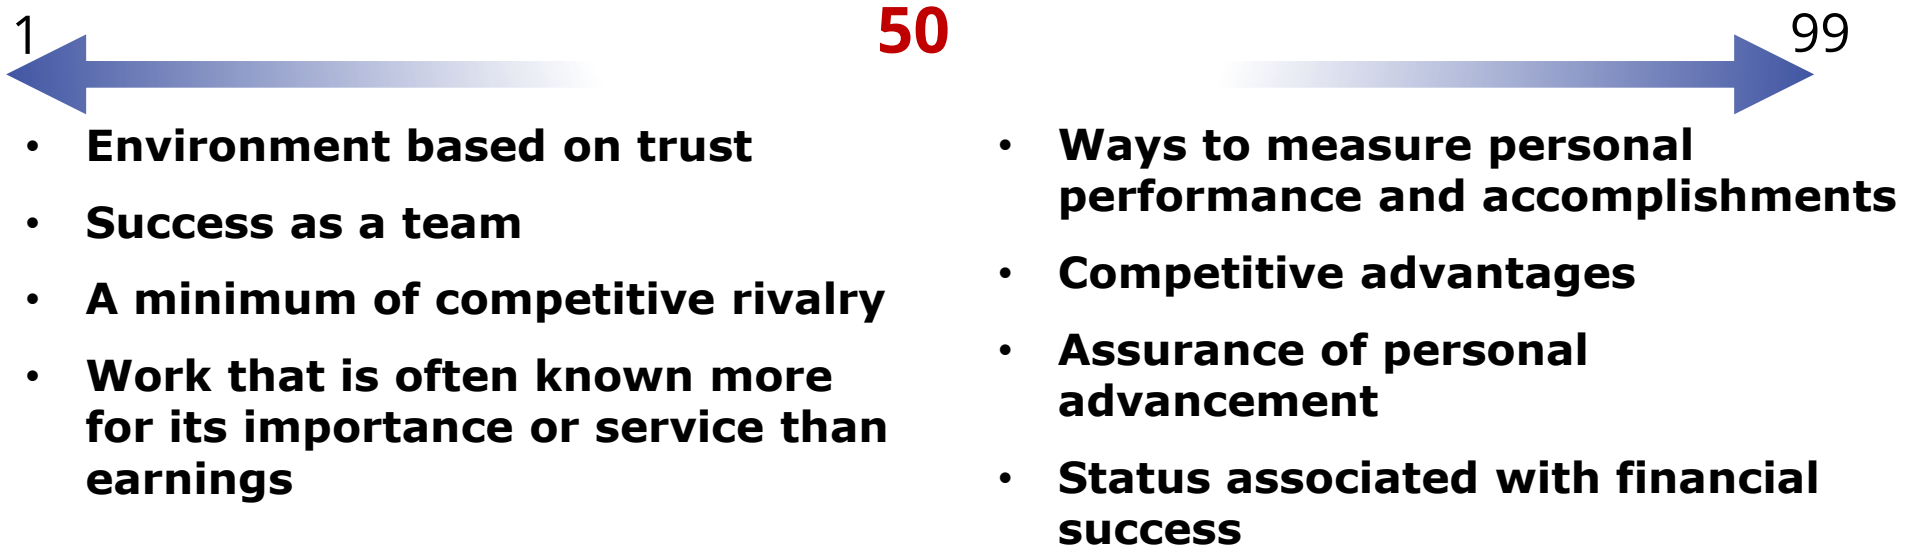 1
50
99
• Environment based on trust
• Success as a team
• A minimum of competitive rivalry
• Work that is often known more
for its importance or service than
earnings
• Ways to measure personal
performance and accomplishments
• Competitive advantages
• Assurance of personal
advancement
• Status associated with financial
success